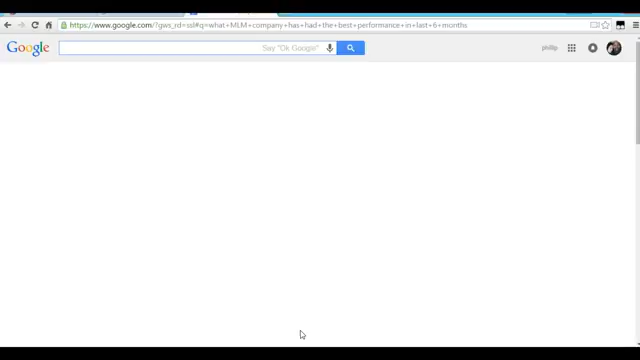 https://www.google.com/?gws_rd=ssl#q=what+MLM+company+has+had+the+best+performance+in+last+6+months
Google
Say "Ok Google"
phillip